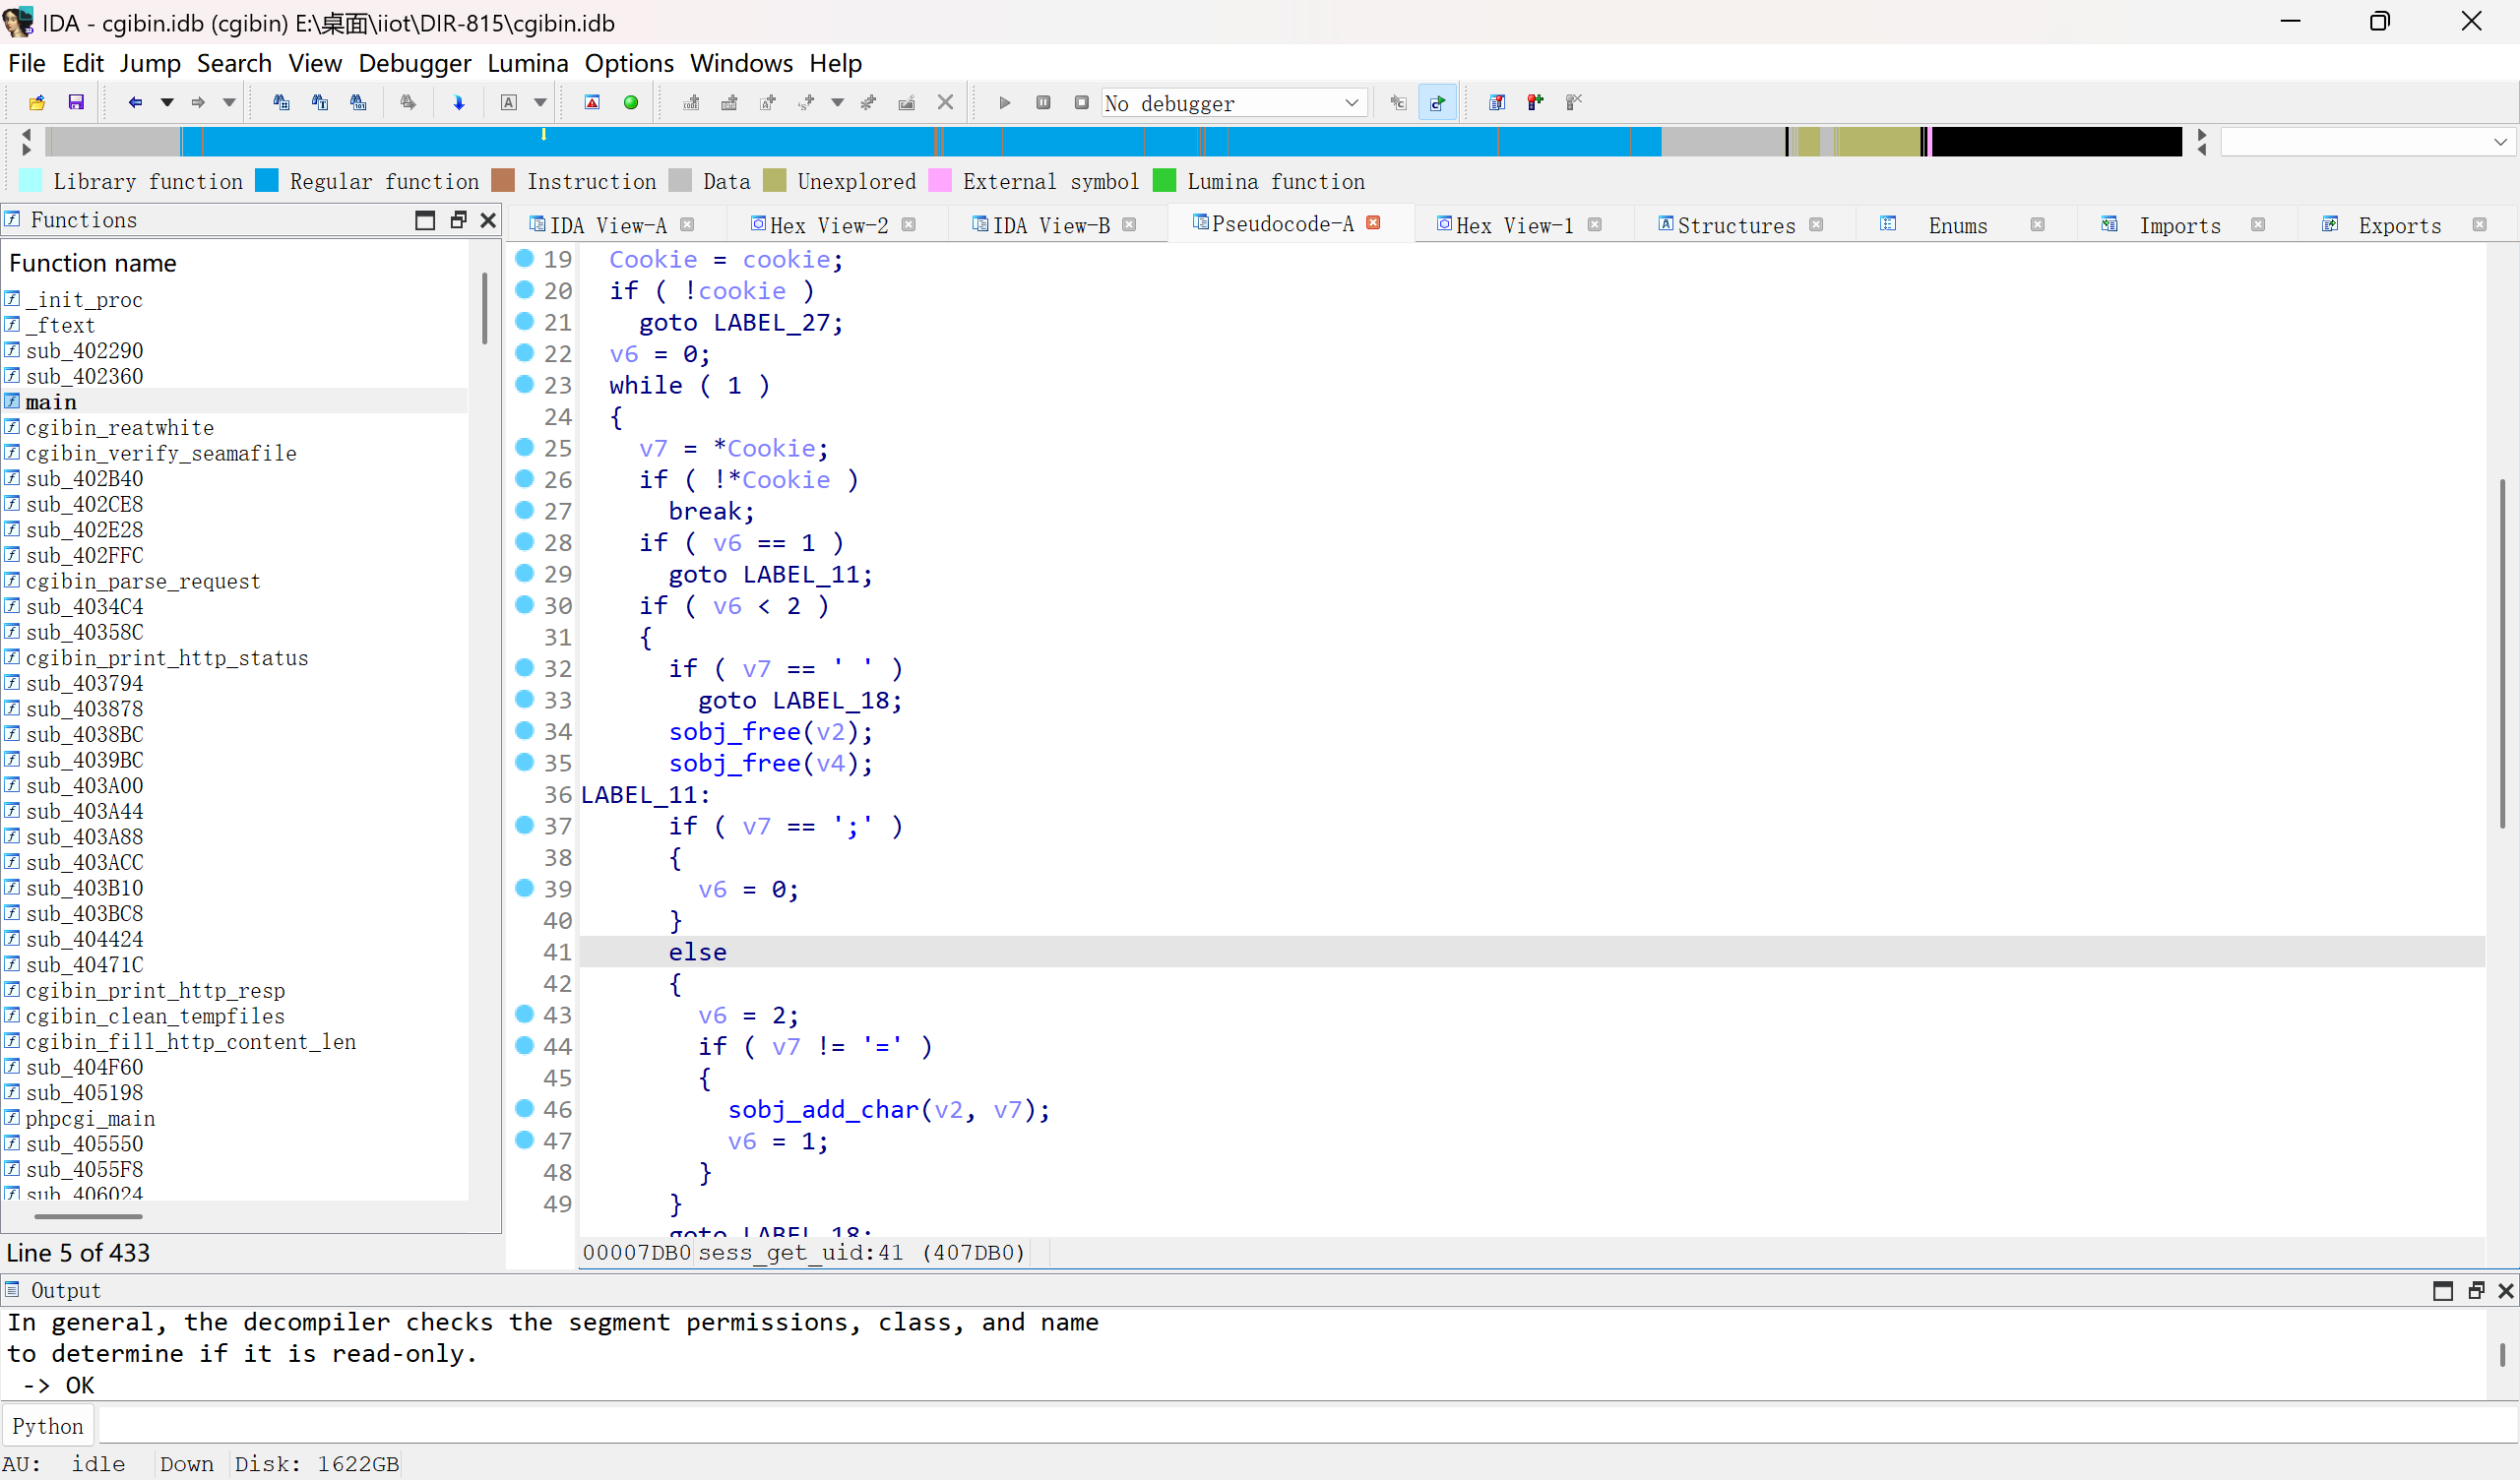 IDA - cgibin.idb (cgibin) E:\桌面\iiot\DIR-815\cgibin.idb
File Edit Jump Search View Debugger Lumina Options Windows Help
No debugger
Library function Regular function Instruction Data Unexplored External symbol Lumina function
Functions
Function name
_init_proc
_ftext
sub_402290
sub_402360
main
cgibin_reatwhite
cgibin_verify_seamafile
sub_402B40
sub_402CE8
sub_402E28
sub_402FFC
cgibin_parse_request
sub_4034C4
sub_40358C
cgibin_print_http_status
sub_403794
sub_403878
sub_4038BC
sub_4039BC
sub_403A00
sub_403A44
sub_403A88
sub_403ACC
sub_403B10
sub_403BC8
sub_404424
sub_40471C
cgibin_print_http_resp
cgibin_clean_tempfiles
cgibin_fill_http_content_len
sub_404F60
sub_405198
phpcgi_main
sub_405550
sub_4055F8
sub_406024
Line 5 of 433
IDA View-A Hex View-2 IDA View-B Pseudocode-A Hex View-1 Structures Enums Imports Exports
19 Cookie = cookie;
20 if ( !cookie )
21 goto LABEL_27;
22 v6 = 0;
23 while ( 1 )
24 {
25 v7 = *Cookie;
26 if ( !*Cookie )
27 break;
28 if ( v6 == 1 )
29 goto LABEL_11;
30 if ( v6 < 2 )
31 {
32 if ( v7 == ' ' )
33 goto LABEL_18;
34 sobj_free(v2);
35 sobj_free(v4);
36 LABEL_11:
37 if ( v7 == ';' )
38 {
39 v6 = 0;
40 }
41 else
42 {
43 v6 = 2;
44 if ( v7 != '=' )
45 {
46 sobj_add_char(v2, v7);
47 v6 = 1;
48 }
49 }
goto LABEL_18;
00007DB0 sess_get_uid:41 (407DB0)
Output
In general, the decompiler checks the segment permissions, class, and name
to determine if it is read-only.
-> OK
Python
AU: idle Down Disk: 1622GB